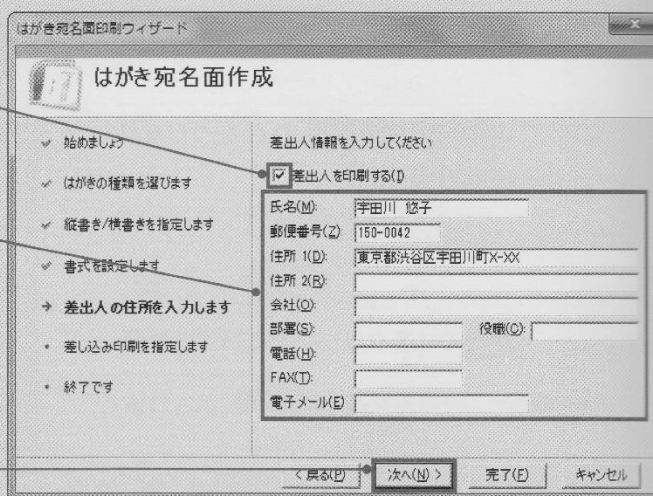 はがき宛名面印刷ウィザード
はがき宛名面作成
始めましょう
はがきの種類を選びます
縦書き/横書きを指定します
書式を設定します
差出人の住所を入力します
差し込み印刷を指定します
終了です
差出人情報を入力してください
差出人を印刷する(I)
氏名(M): 宇田川 悠子
郵便番号(Z) 150-0042
住所 1(D): 東京都渋谷区宇田川町X-XX
住所 2(R):
会社(O):
部署(S): 役職(C):
電話(H):
FAX(T):
電子メール(E)
< 戻る(P) 次へ(N) > 完了(F) キャンセル